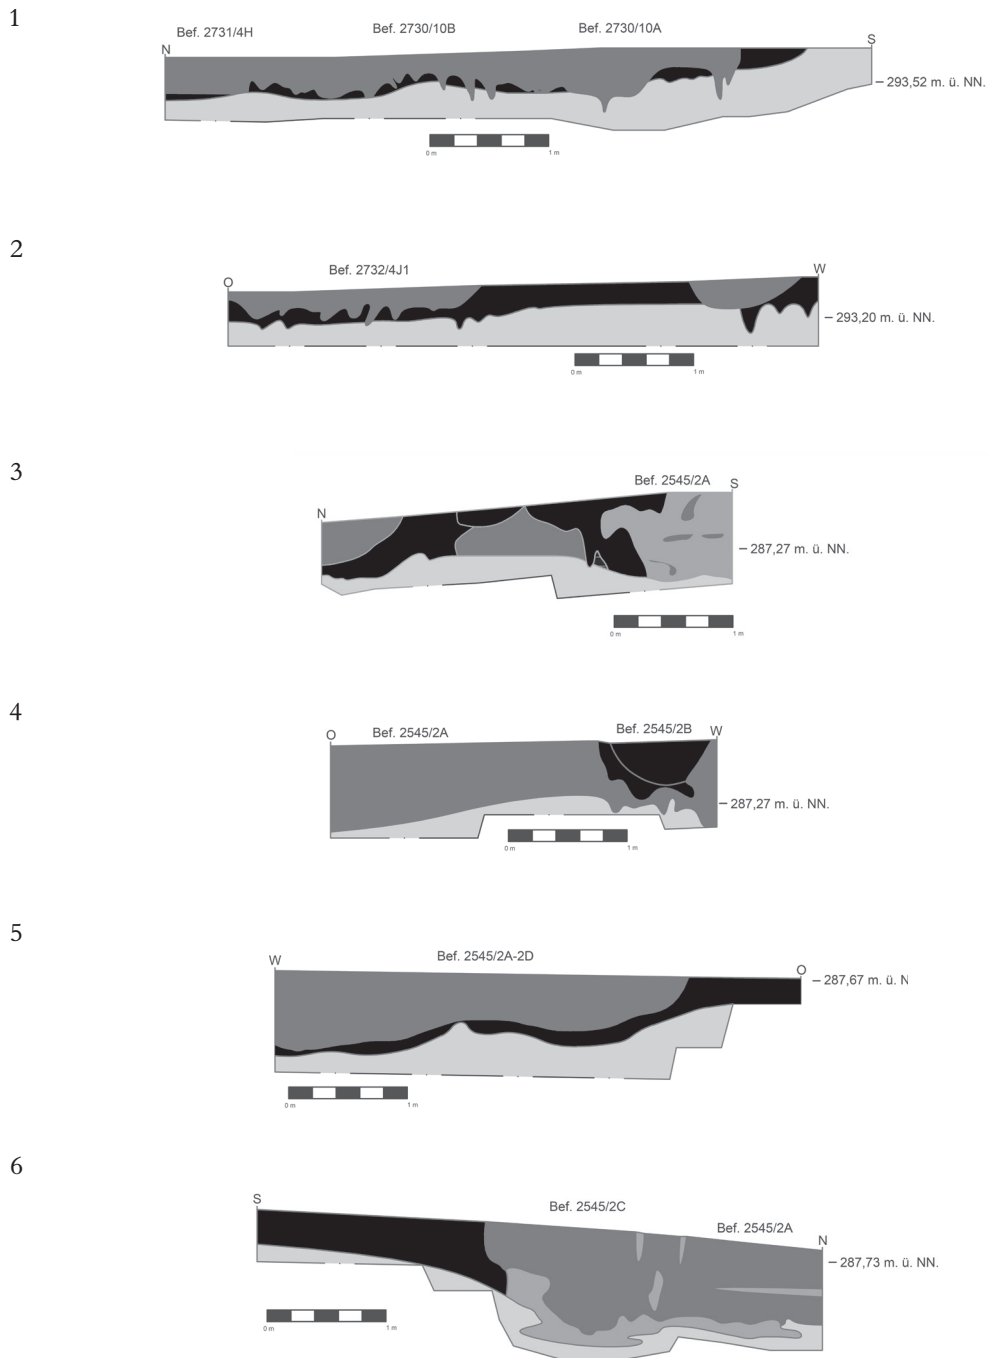 1
Bef. 2731/4H Bef. 2730/10B Bef. 2730/10A
N S
293,52 m. ü. NN.
0 m 1 m
2
Bef. 2732/4J1
O W
293,20 m. ü. NN.
0 m 1 m
3
Bef. 2545/2A
N S
287,27 m. ü. NN.
0 m 1 m
4
Bef. 2545/2A Bef. 2545/2B
O W
287,27 m. ü. NN.
0 m 1 m
5
Bef. 2545/2A-2D
W O
287,67 m. ü. N
0 m 1 m
6
Bef. 2545/2C
Bef. 2545/2A
S N
287,73 m. ü. NN.
0 m 1 m